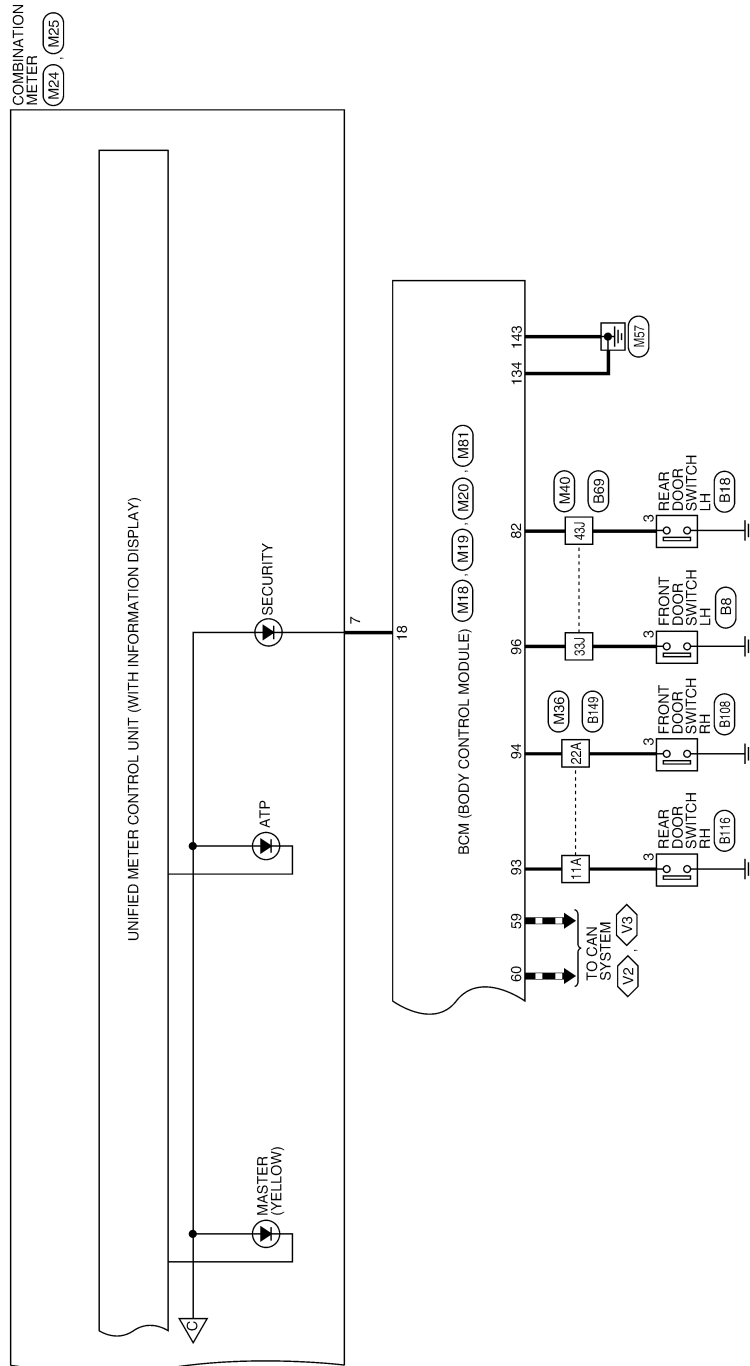 COMBINATION
METER
M24 , M25
UNIFIED METER CONTROL UNIT (WITH INFORMATION DISPLAY)
C
MASTER
(YELLOW)
ATP
SECURITY
7
18
BCM (BODY CONTROL MODULE) M18 , M19 , M20 , M81
60
59
93
94
96
82
134
143
TO CAN
SYSTEM
V2 , V3
11A
22A
M36
B149
33J
43J
M40
B69
M57
3
REAR
DOOR
SWITCH
RH
B116
3
FRONT
DOOR
SWITCH
RH
B108
3
FRONT
DOOR
SWITCH
LH
B8
3
REAR
DOOR
SWITCH
LH
B18